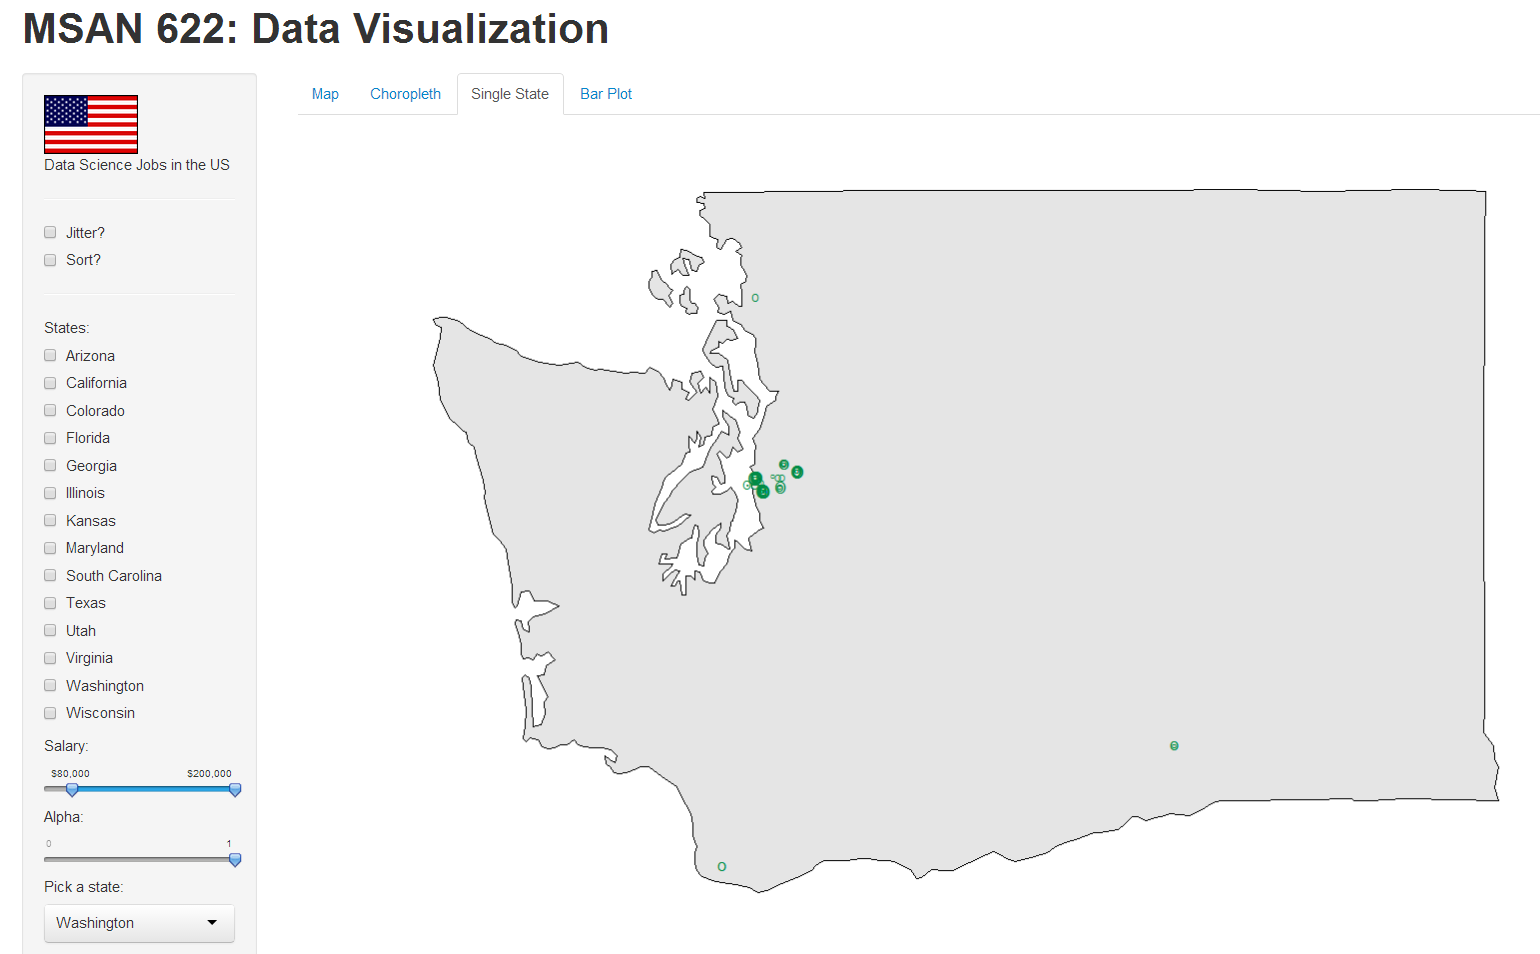 MSAN 622: Data Visualization
Map
Choropleth
Single State
Bar Plot
Data Science Jobs in the US
Jitter?
Sort?
States:
Arizona
California
Colorado
Florida
Georgia
Illinois
Kansas
Maryland
South Carolina
Texas
Utah
Virginia
Washington
Wisconsin
Salary:
$80,000 $200,000
Alpha:
0 1
Pick a state:
Washington